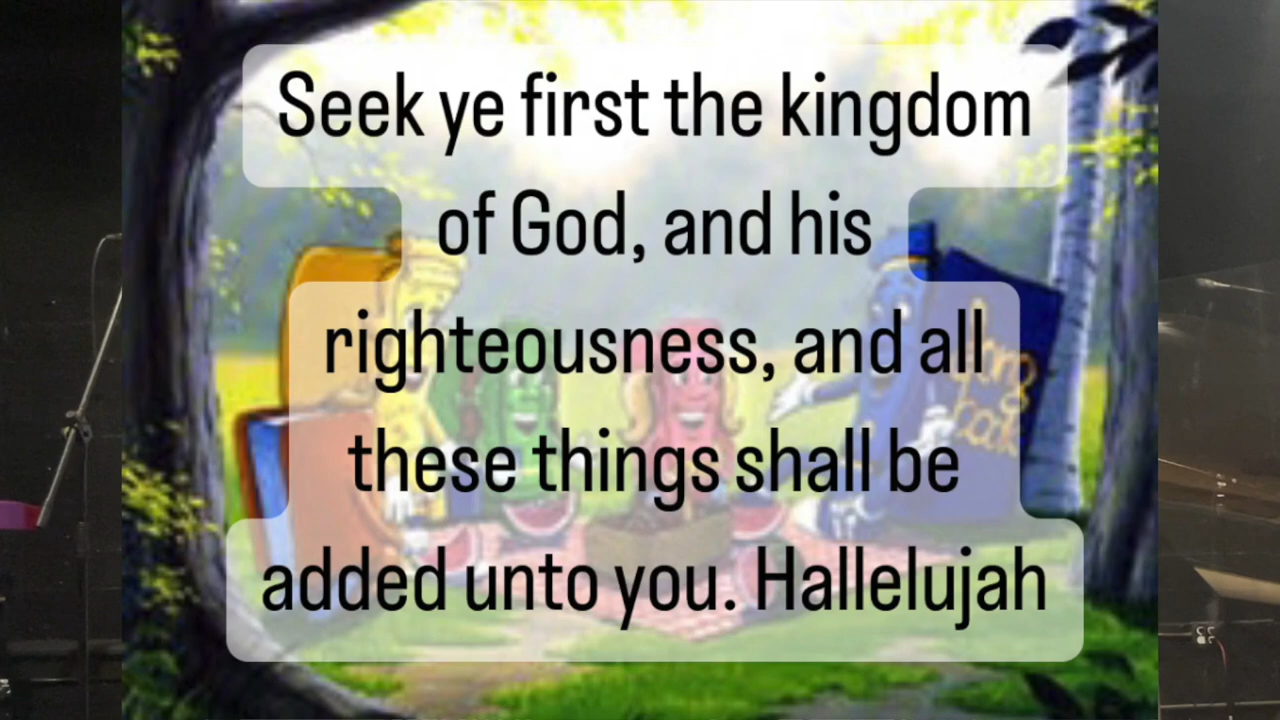 Seek ye first the kingdom
of God, and his
righteousness, and all
these things shall be
added unto you. Hallelujah